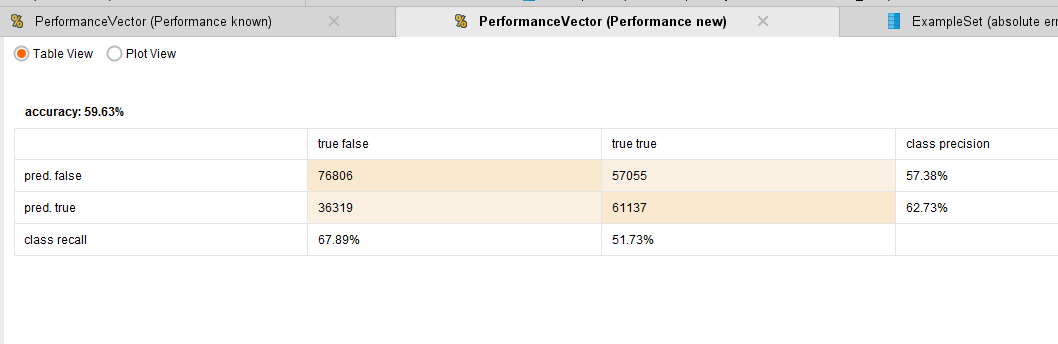 PerformanceVector (Performance known) PerformanceVector (Performance new) ExampleSet (absolute err
Table View Plot View
accuracy: 59.63%
true false true true class precision
pred. false 76806 57055 57.38%
pred. true 36319 61137 62.73%
class recall 67.89% 51.73%